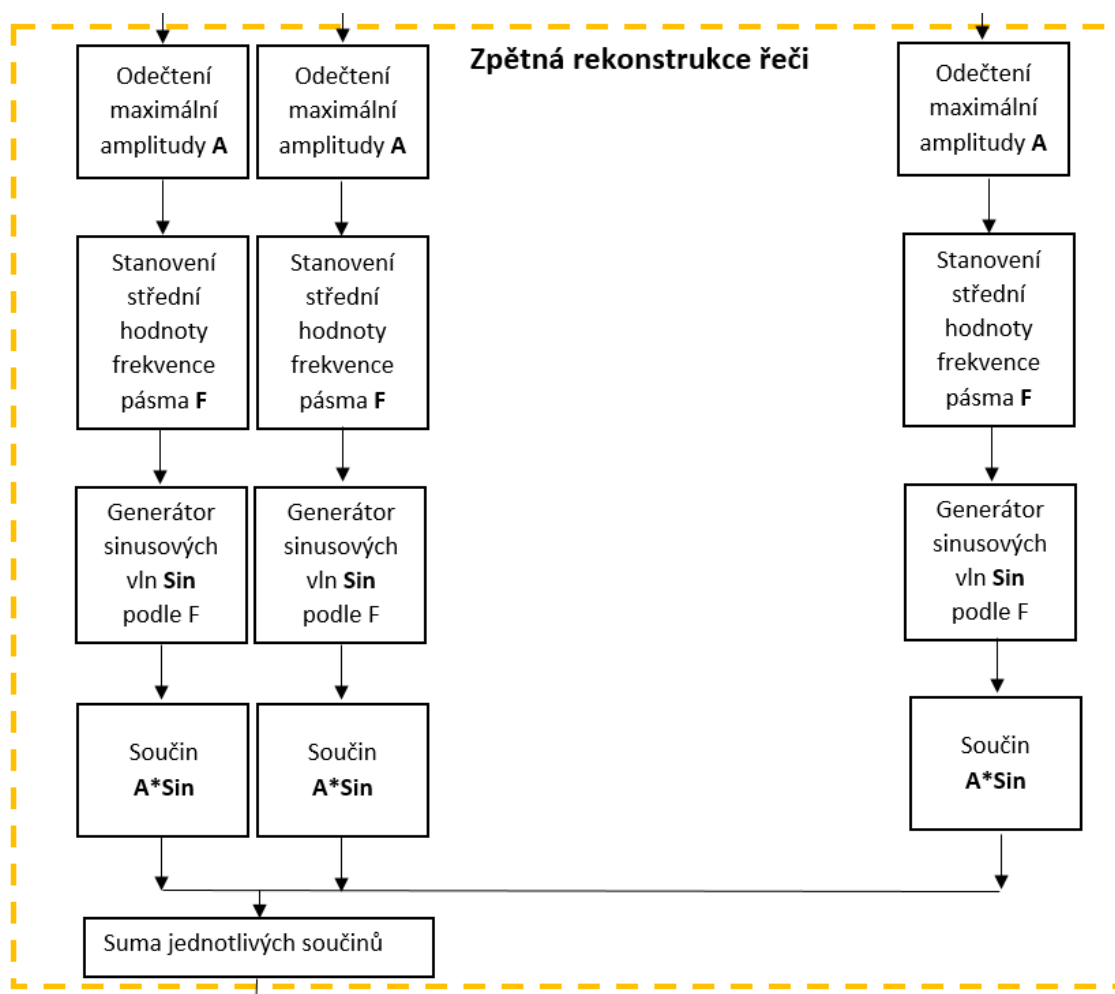 Zpětná rekonstrukce řeči
Odečtení
maximální
amplitudy A
Odečtení
maximální
amplitudy A
Odečtení
maximální
amplitudy A
Stanovení
střední
hodnoty
frekvence
pásma F
Stanovení
střední
hodnoty
frekvence
pásma F
Stanovení
střední
hodnoty
frekvence
pásma F
Generátor
sinusových
vln Sin
podle F
Generátor
sinusových
vln Sin
podle F
Generátor
sinusových
vln Sin
podle F
Součin
A*Sin
Součin
A*Sin
Součin
A*Sin
Suma jednotlivých součinů